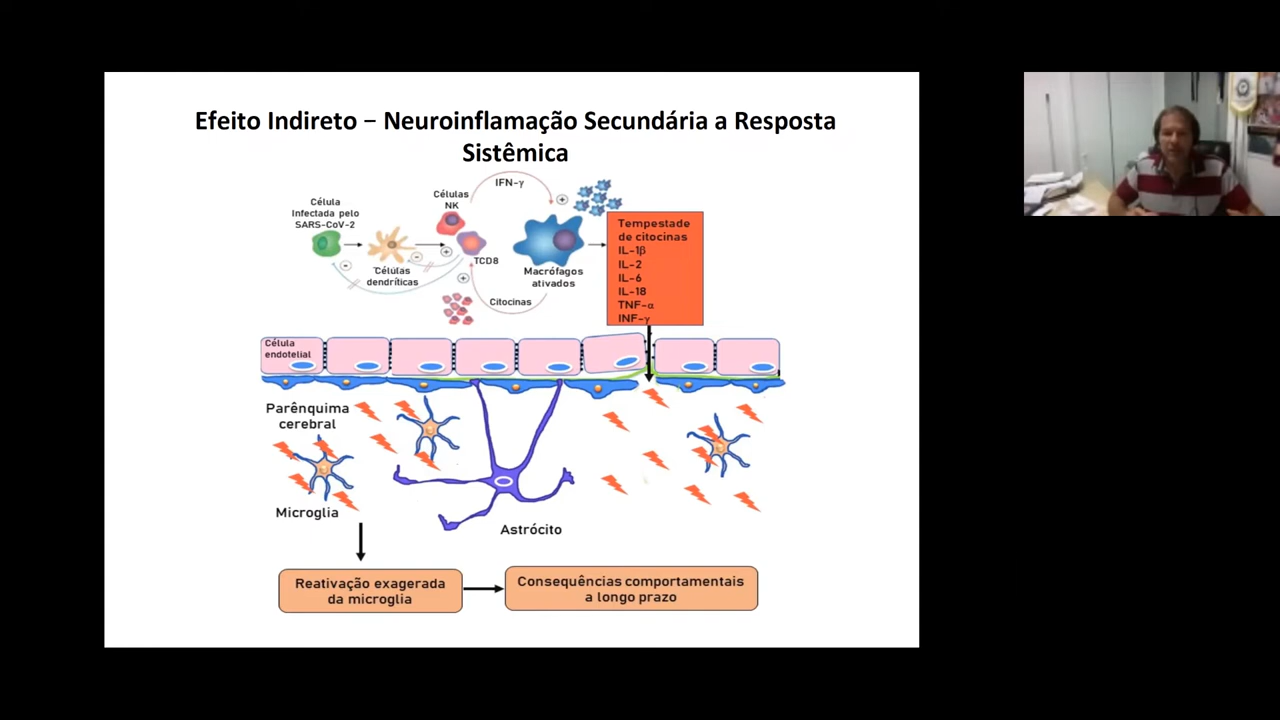 Efeito Indireto – Neuroinflamação Secundária a Resposta
Sistêmica
IFN-γ
Células
NK
Célula
Infectada pelo
SARS-CoV-2
TCD8
Células
dendríticas
Macrófagos
ativados
Citocinas
Tempestade
de citocinas
IL-1β
IL-2
IL-6
IL-18
TNF-α
INF-γ
Célula
endotelial
Parênquima
cerebral
Microglia
Astrócito
Reativação exagerada
da microglia
Consequências comportamentais
a longo prazo